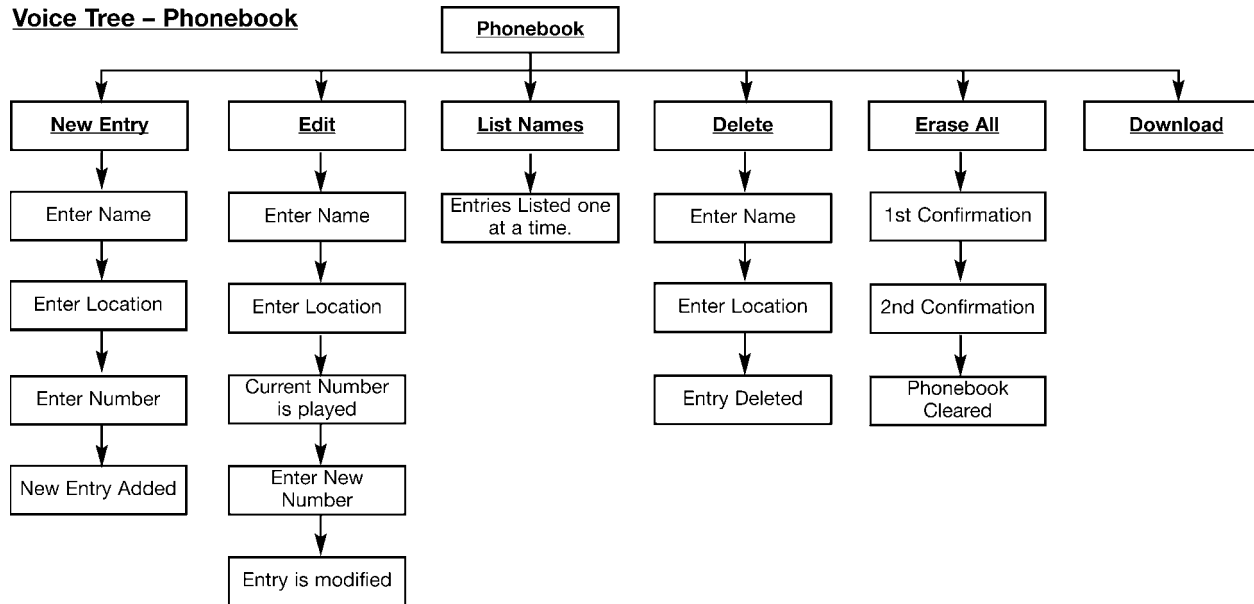 Voice Tree – Phonebook
Phonebook
New Entry
Edit
List Names
Delete
Erase All
Download
Enter Name
Enter Name
Entries Listed one
at a time.
Enter Name
1st Confirmation
Enter Location
Enter Location
Enter Location
2nd Confirmation
Enter Number
Current Number
is played
Entry Deleted
Phonebook
Cleared
New Entry Added
Enter New
Number
Entry is modified